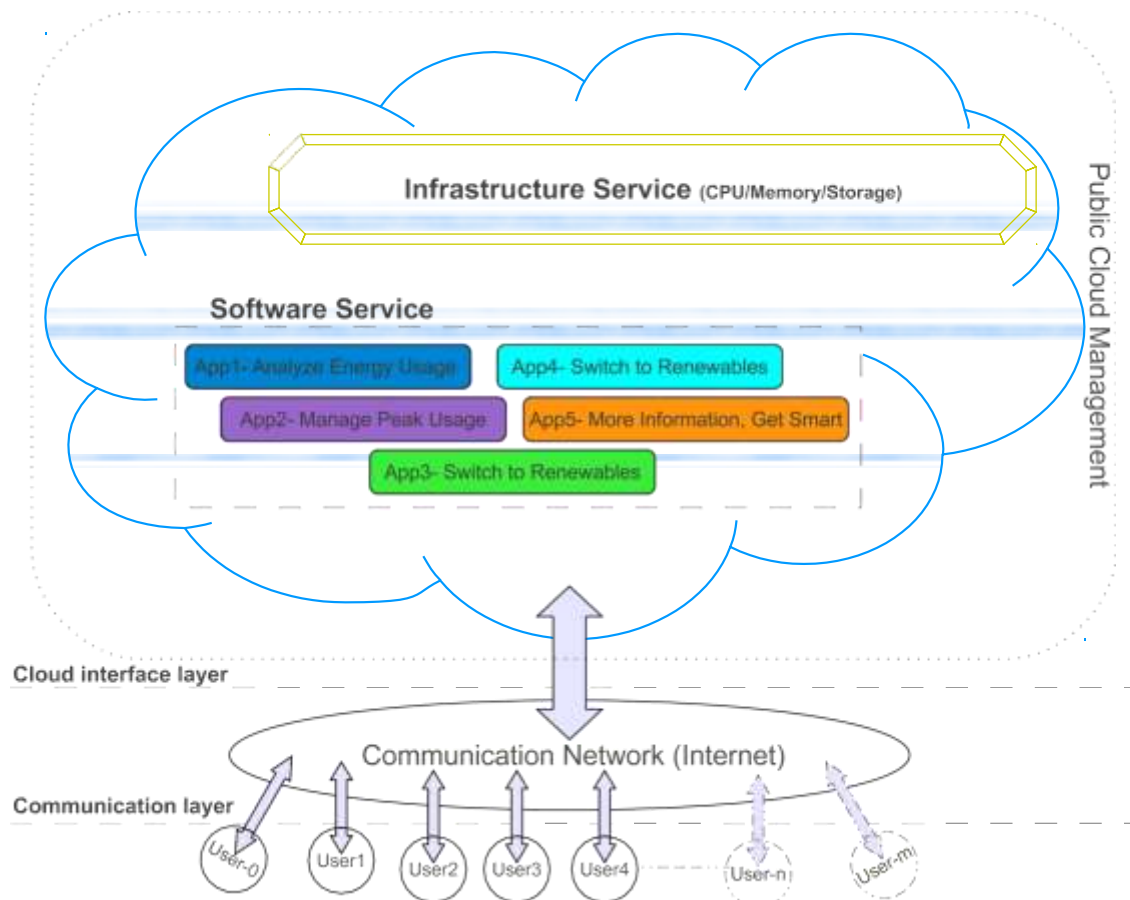 Infrastructure Service (CPU/Memory/Storage)
Public Cloud Management
Software Service
App1- Analyze Energy Usage
App4- Switch to Renewables
App2- Manage Peak Usage
App5- More Information, Get Smart
App3- Switch to Renewables
Cloud interface layer
Communication Network (Internet)
Communication layer
User-0
User1
User2
User3
User4
User-n
User-m